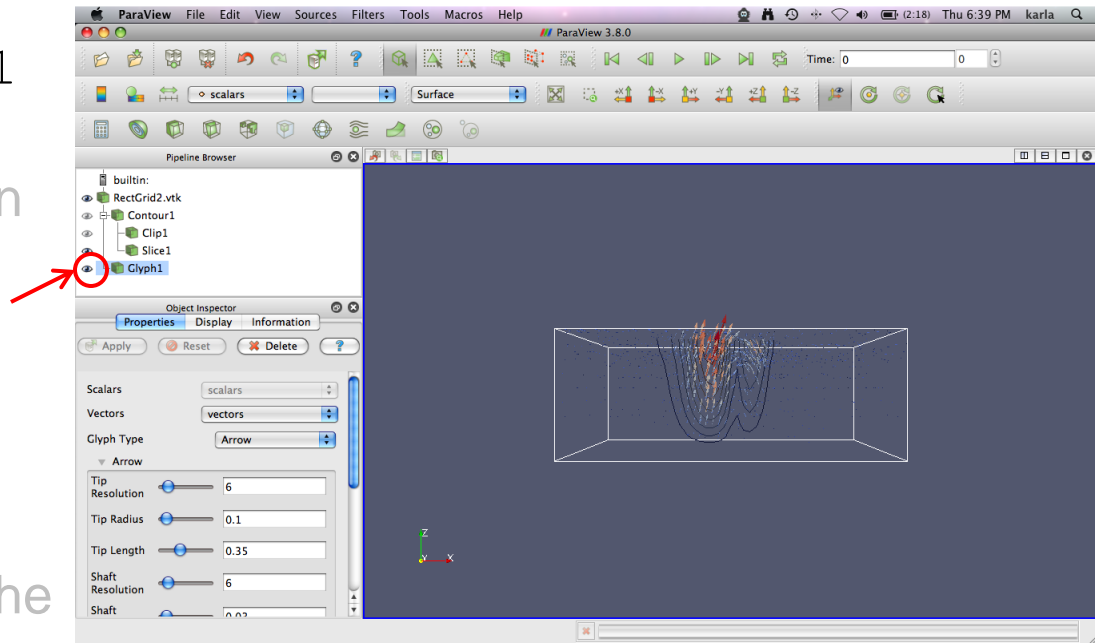 ParaView File Edit View Sources Filters Tools Macros Help (2:18) Thu 6:39 PM karla
ParaView 3.8.0
1
Time: 0 0
scalars Surface +X -X +Y -Y +Z -Z
Pipeline Browser
builtin:
n
RectGrid2.vtk
Contour1
Clip1
Slice1
Glyph1
Object Inspector
Properties Display Information
Apply Reset Delete ?
Scalars scalars
Vectors vectors
Glyph Type Arrow
Arrow
Tip Resolution 6
Tip Radius 0.1
Tip Length 0.35
Shaft Resolution 6
he
Shaft 0.03
Z
Y X